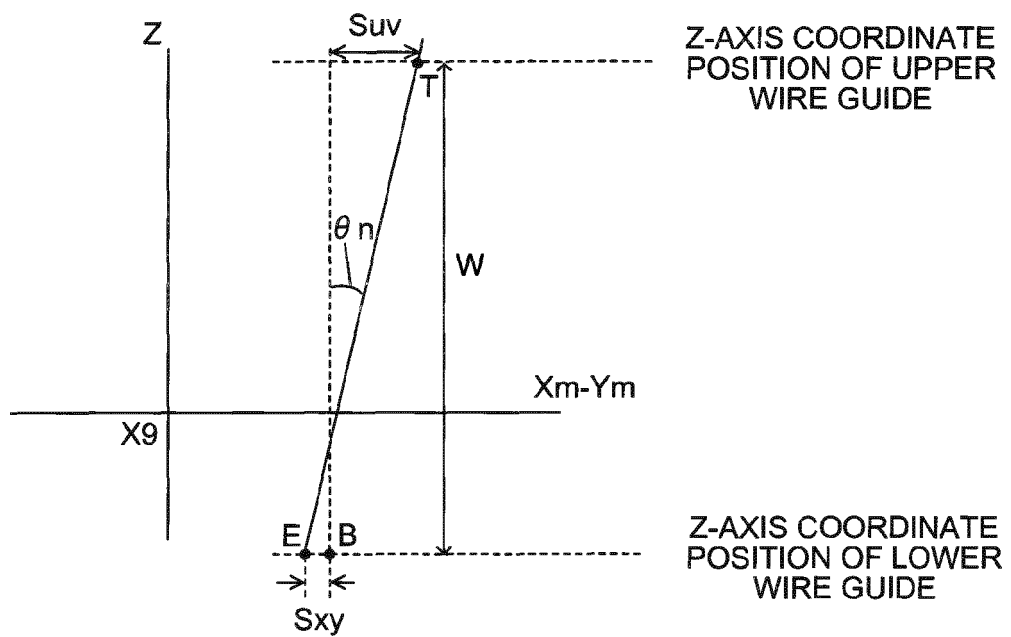 Suv
Z
Z-AXIS COORDINATE
POSITION OF UPPER
WIRE GUIDE
T
θn
W
Xm-Ym
X9
E
B
Z-AXIS COORDINATE
POSITION OF LOWER
WIRE GUIDE
Sxy